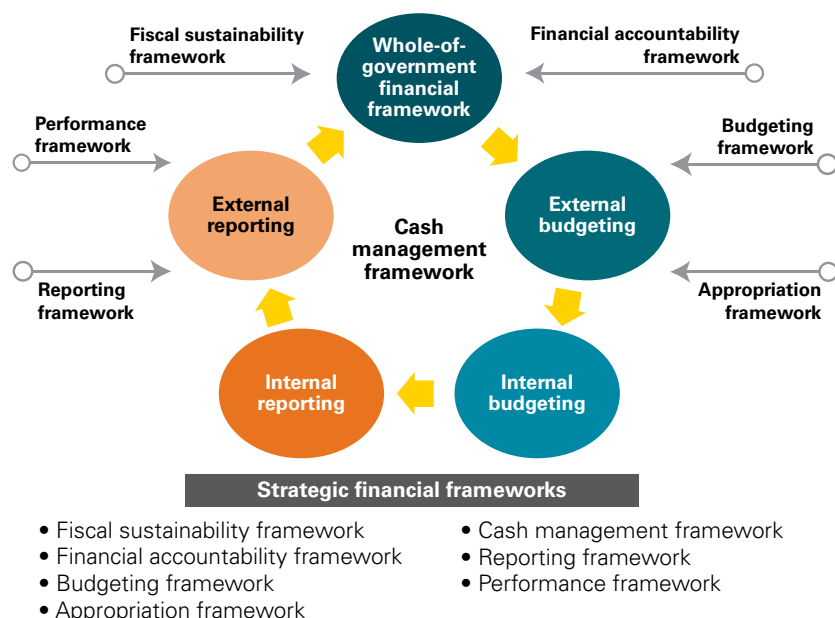 Fiscal sustainability
framework
Whole-of-
government
financial
framework
Financial accountability
framework
Performance
framework
Budgeting
framework
External
reporting
Cash
management
framework
External
budgeting
Reporting
framework
Appropriation
framework
Internal
reporting
Internal
budgeting
Strategic financial frameworks
• Fiscal sustainability framework
• Financial accountability framework
• Budgeting framework
• Appropriation framework
• Cash management framework
• Reporting framework
• Performance framework